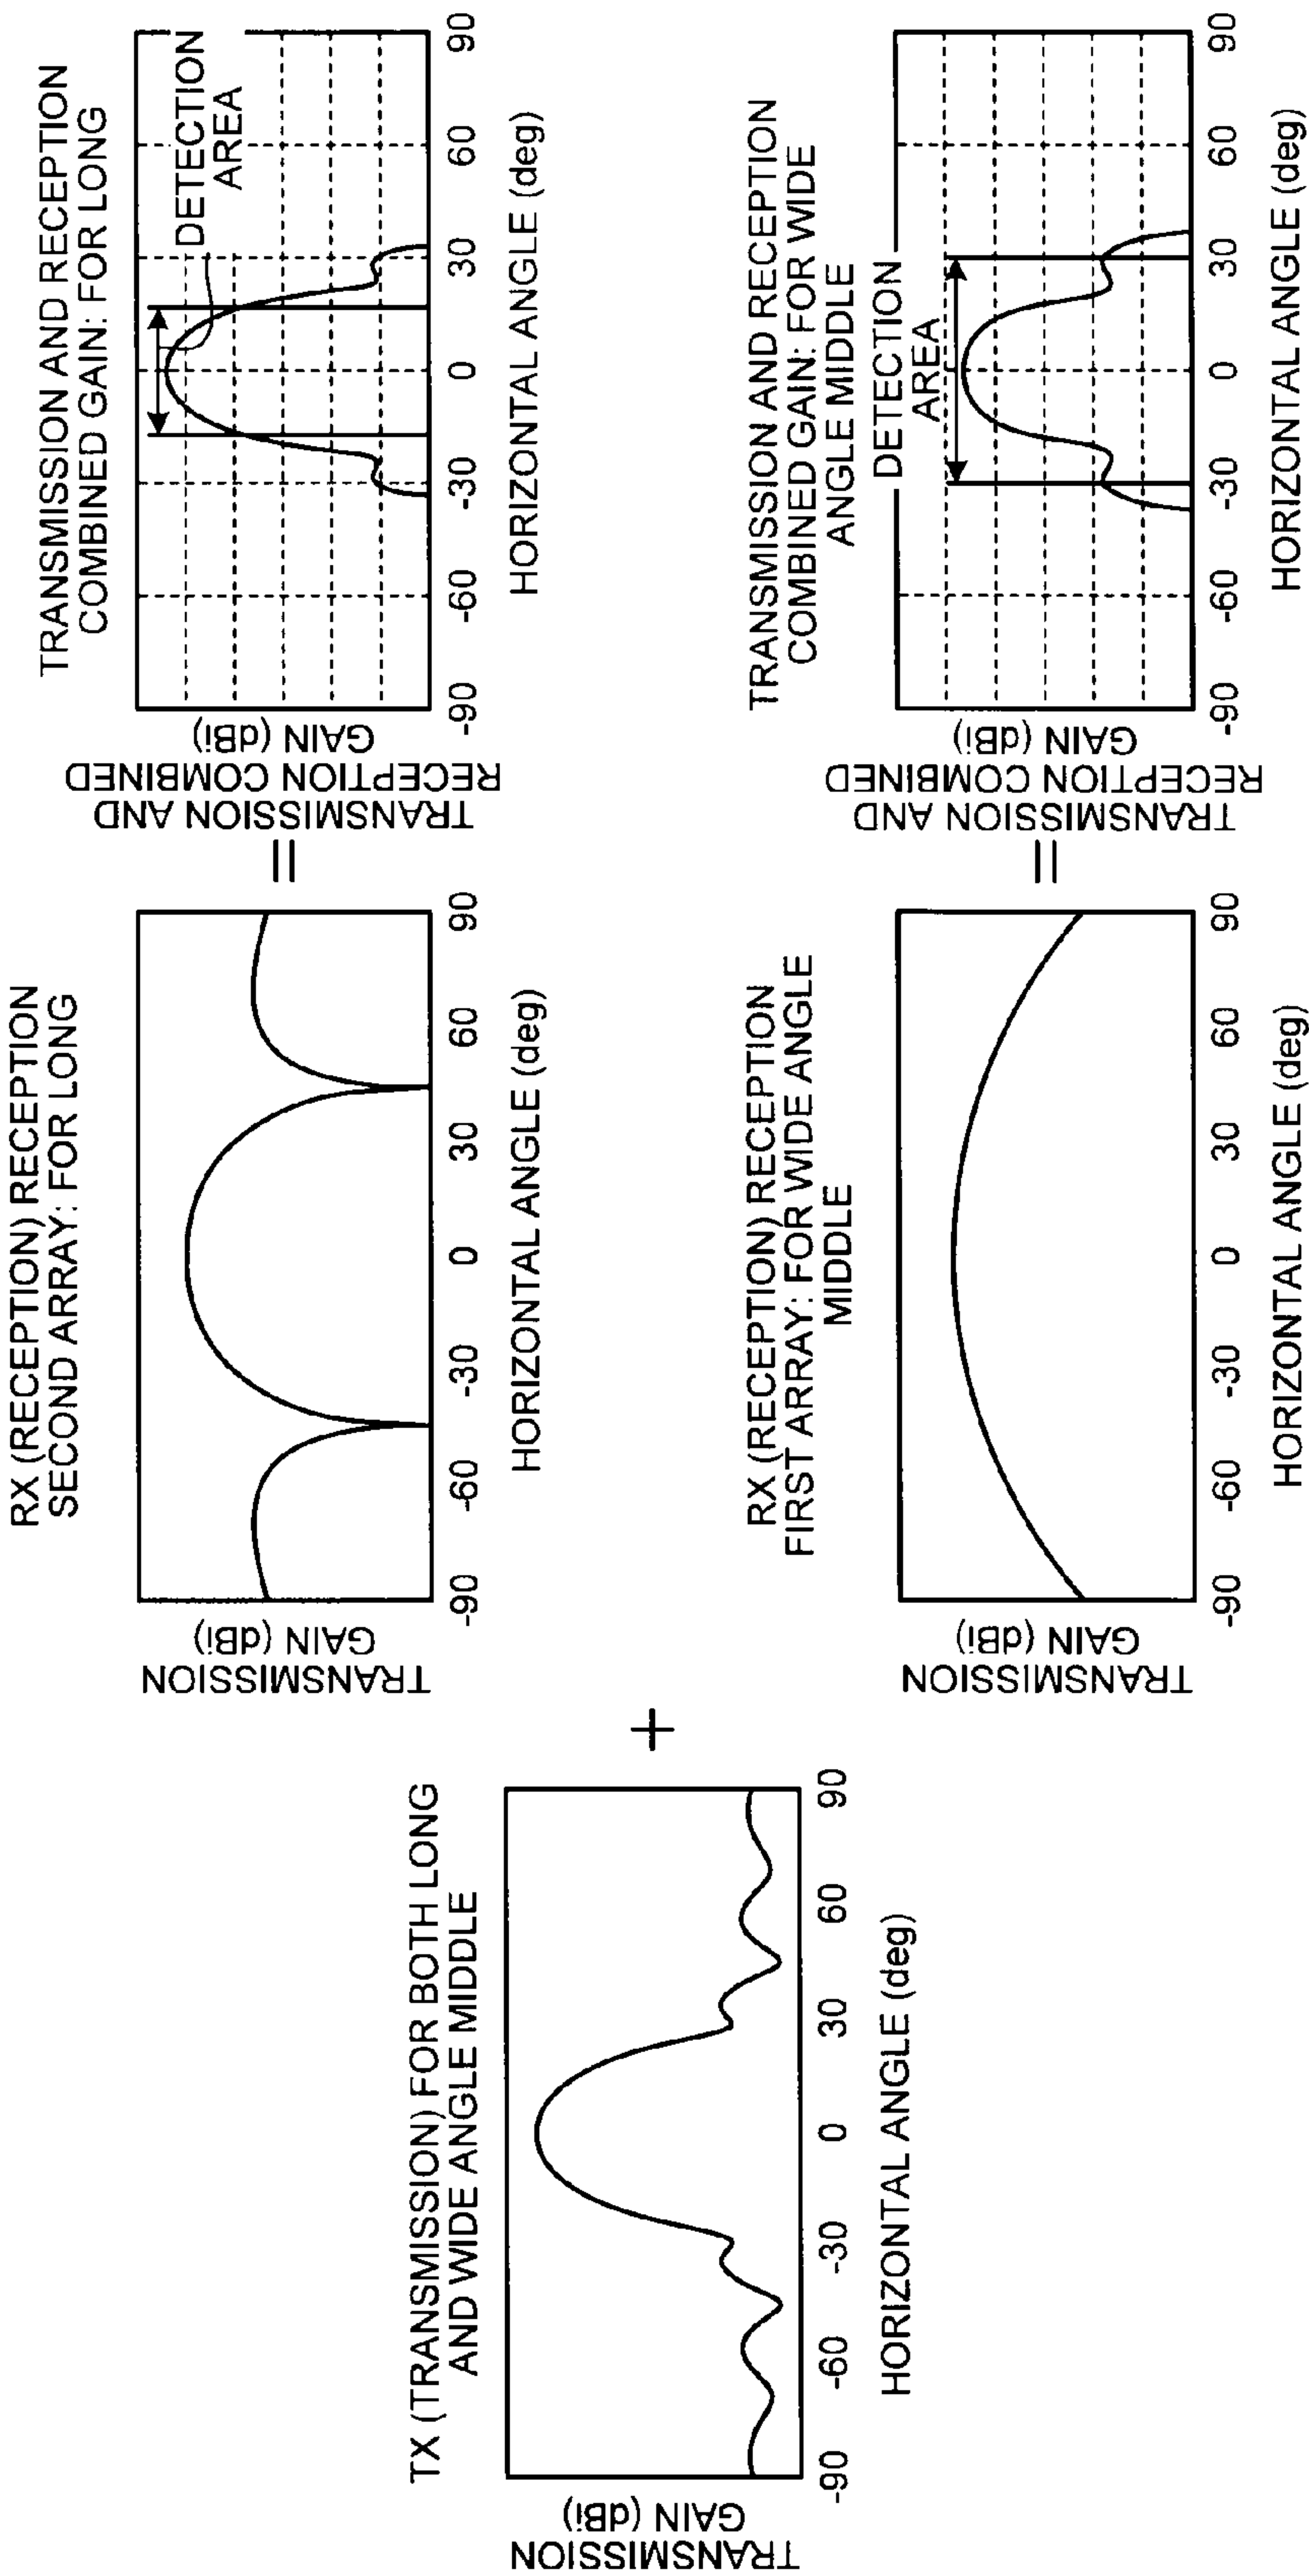 TX (TRANSMISSION) FOR BOTH LONG
AND WIDE ANGLE MIDDLE
TRANSMISSION
GAIN (dBi)
-90 -60 -30 0 30 60 90
HORIZONTAL ANGLE (deg)
+
RX (RECEPTION) RECEPTION
SECOND ARRAY: FOR LONG
TRANSMISSION
GAIN (dBi)
-90 -60 -30 0 30 60 90
HORIZONTAL ANGLE (deg)
=
TRANSMISSION AND RECEPTION
COMBINED GAIN: FOR LONG
TRANSMISSION AND
RECEPTION COMBINED
GAIN (dBi)
DETECTION
AREA
-90 -60 -30 0 30 60 90
HORIZONTAL ANGLE (deg)
RX (RECEPTION) RECEPTION
FIRST ARRAY: FOR WIDE ANGLE
MIDDLE
TRANSMISSION
GAIN (dBi)
-90 -60 -30 0 30 60 90
HORIZONTAL ANGLE (deg)
=
TRANSMISSION AND RECEPTION
COMBINED GAIN: FOR WIDE
ANGLE MIDDLE
TRANSMISSION AND
RECEPTION COMBINED
GAIN (dBi)
DETECTION
AREA
-90 -60 -30 0 30 60 90
HORIZONTAL ANGLE (deg)